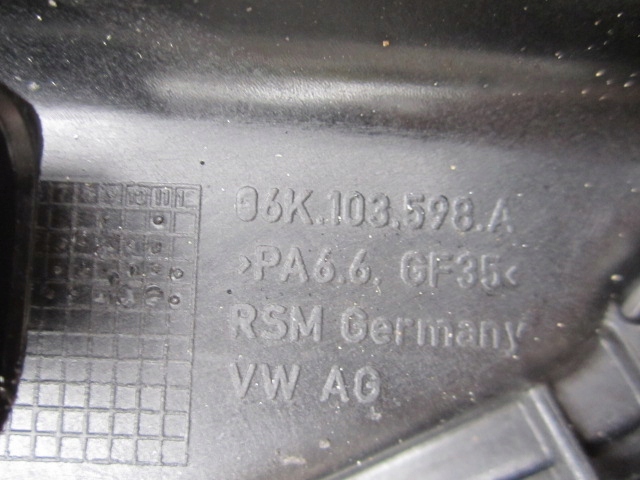 06K.103.598.A
>PA6.6. GF35<
RSM Germany
VW AG